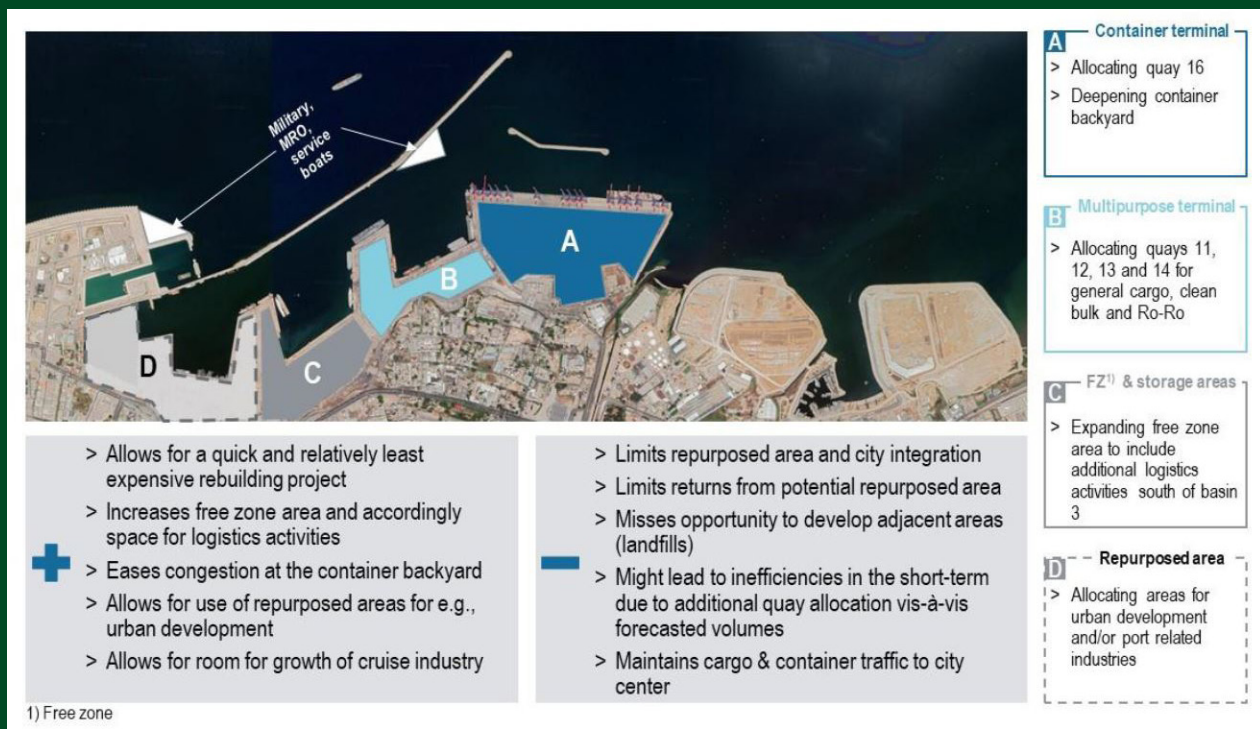 Military,
MRO,
service
boats
A
B
C
D
A Container terminal
> Allocating quay 16
> Deepening container
backyard
B Multipurpose terminal
> Allocating quays 11,
12, 13 and 14 for
general cargo, clean
bulk and Ro-Ro
C FZ1) & storage areas
> Expanding free zone
area to include
additional logistics
activities south of basin
3
D Repurposed area
> Allocating areas for
urban development
and/or port related
industries
> Allows for a quick and relatively least
expensive rebuilding project
> Increases free zone area and accordingly
space for logistics activities
> Eases congestion at the container backyard
> Allows for use of repurposed areas for e.g.,
urban development
> Allows for room for growth of cruise industry
> Limits repurposed area and city integration
> Limits returns from potential repurposed area
> Misses opportunity to develop adjacent areas
(landfills)
> Might lead to inefficiencies in the short-term
due to additional quay allocation vis-à-vis
forecasted volumes
> Maintains cargo & container traffic to city
center
1) Free zone